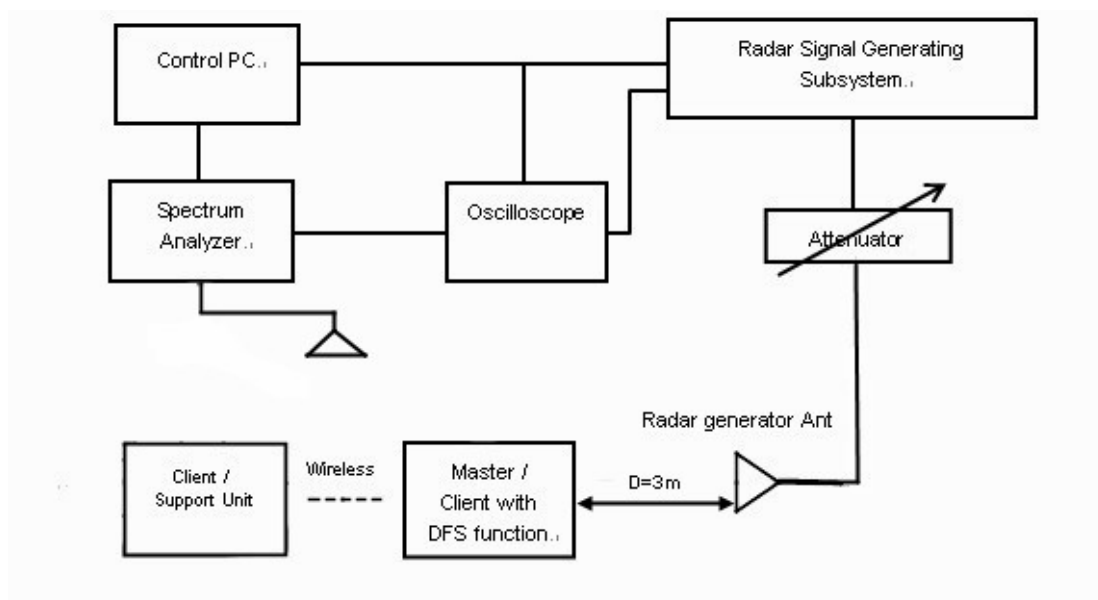 Control PC.
Radar Signal Generating
Subsystem.
Spectrum
Analyzer.
Oscilloscope
Attenuator
Radar generator Ant
Client /
Support Unit
Wireless
Master /
Client with
DFS function.
D=3m